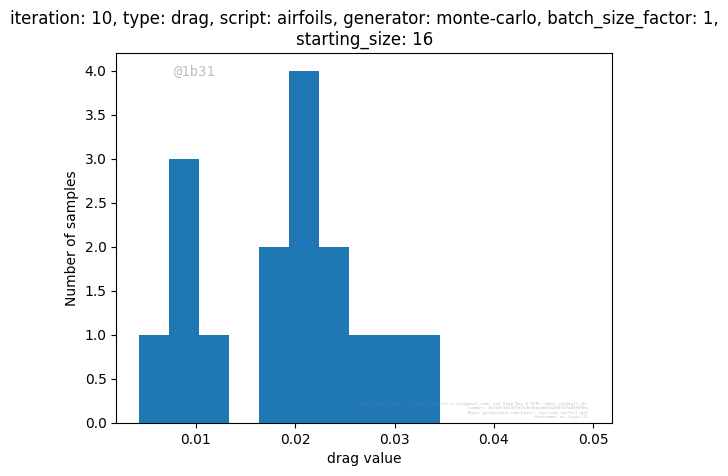 iteration: 10, type: drag, script: airfoils, generator: monte-carlo, batch_size_factor: 1,
starting_size: 16
@1b31
4.0
3.5
3.0
2.5
2.0
1.5
1.0
0.5
0.0
Number of samples
0.01
0.02
0.03
0.04
0.05
drag value